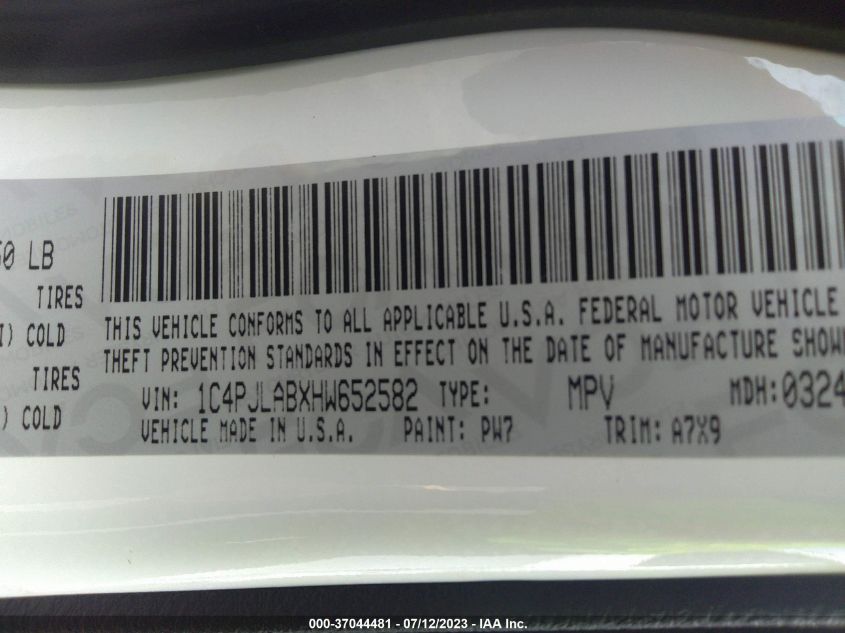 50 LB
TIRES
I) COLD
TIRES
) COLD
THIS VEHICLE CONFORMS TO ALL APPLICABLE U.S.A. FEDERAL MOTOR VEHICLE
THEFT PREVENTION STANDARDS IN EFFECT ON THE DATE OF MANUFACTURE SHOWN
VIN: 1C4PJLABXHW652582 TYPE: MPV MDH: 0324
VEHICLE MADE IN U.S.A. PAINT: PW7 TRIM: A7X9
000-37044481 - 07/12/2023 - IAA Inc.